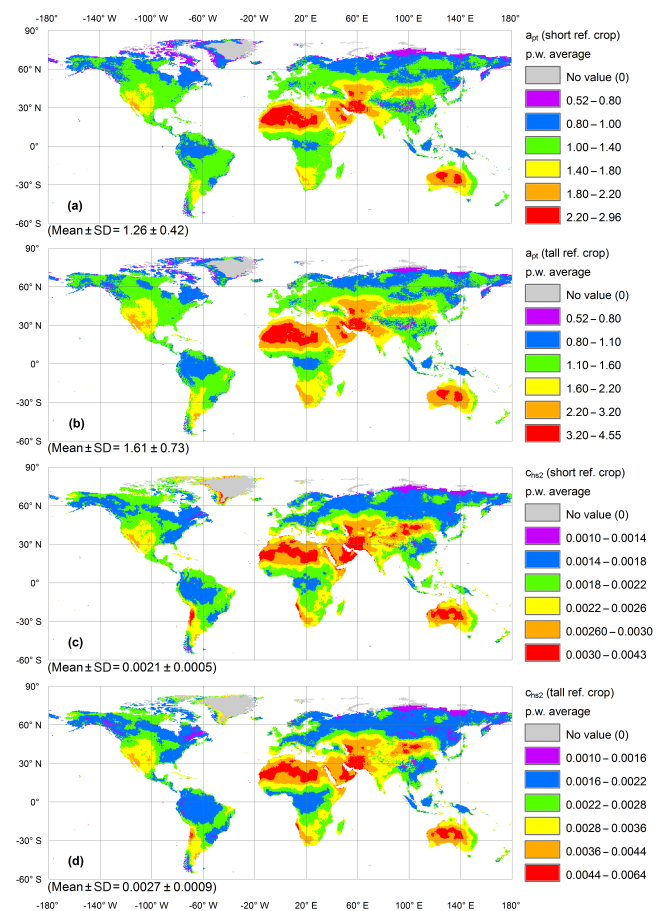 90°
60° N
30° N
0°
30° S
60° S
(a)
(Mean ± SD = 1.26 ± 0.42)
a_pt (short ref. crop)
p.w. average
No value (0)
0.52 – 0.80
0.80 – 1.00
1.00 – 1.40
1.40 – 1.80
1.80 – 2.20
2.20 – 2.96
-180° -140° -100° W -60° W -20° W 20° E 60° E 100° E 140° 180°
90°
60° N
30° N
0°
30° S
60° S
(b)
(Mean ± SD = 1.61 ± 0.73)
a_pt (tall ref. crop)
p.w. average
No value (0)
0.52 – 0.80
0.80 – 1.10
1.10 – 1.60
1.60 – 2.20
2.20 – 3.20
3.20 – 4.55
90°
60° N
30° N
0°
30° S
60° S
(c)
(Mean ± SD = 0.0021 ± 0.0005)
c_hs2 (short ref. crop)
p.w. average
No value (0)
0.0010 – 0.0014
0.0014 – 0.0018
0.0018 – 0.0022
0.0022 – 0.0026
0.00260 – 0.0030
0.0030 – 0.0043
90°
60° N
30° N
0°
30° S
60° S
(d)
(Mean ± SD = 0.0027 ± 0.0009)
c_hs2 (tall ref. crop)
p.w. average
No value (0)
0.0010 – 0.0016
0.0016 – 0.0022
0.0022 – 0.0028
0.0028 – 0.0036
0.0036 – 0.0044
0.0044 – 0.0064
-180° -140° -100° W -60° W -20° W 20° E 60° E 100° E 140° 180°